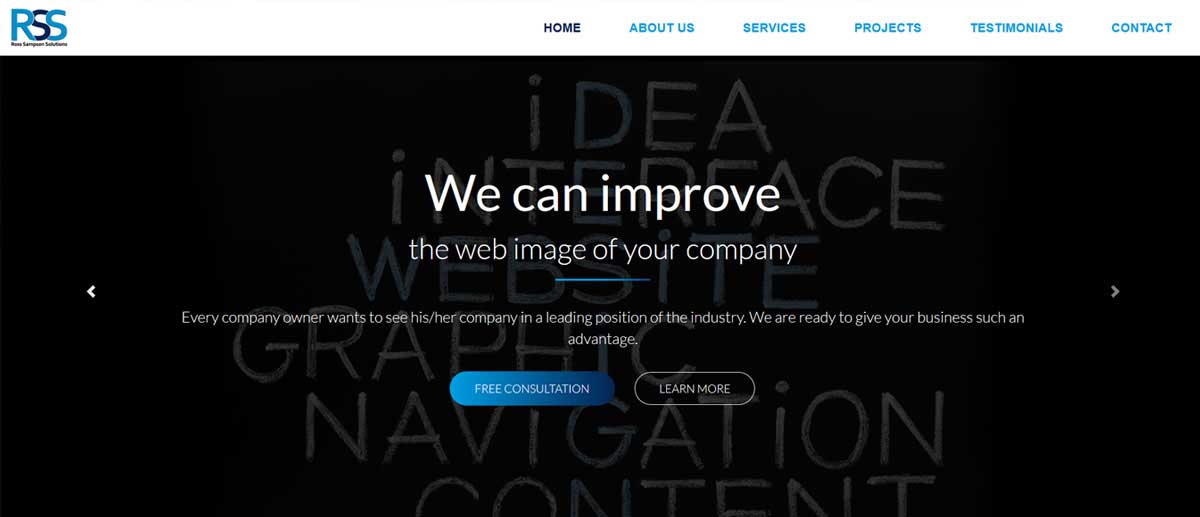 RSS
Ross Sampson Solutions
HOME ABOUT US SERVICES PROJECTS TESTIMONIALS CONTACT
iDEA
iNTERFACE
We can improve
the web image of your company
WEBSiTE
Every company owner wants to see his/her company in a leading position of the industry. We are ready to give your business such an
advantage.
GRAPHiC
FREE CONSULTATION LEARN MORE
NAViGATiON
CONTENT